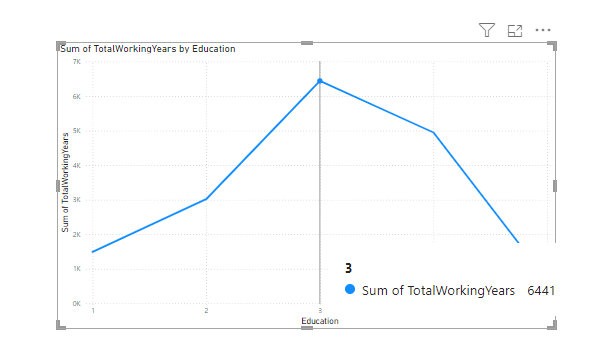 Sum of TotalWorkingYears by Education
7K
6K
5K
4K
3K
2K
1K
0K
Sum of TotalWorkingYears
3
Sum of TotalWorkingYears 6441
1
2
3
Education